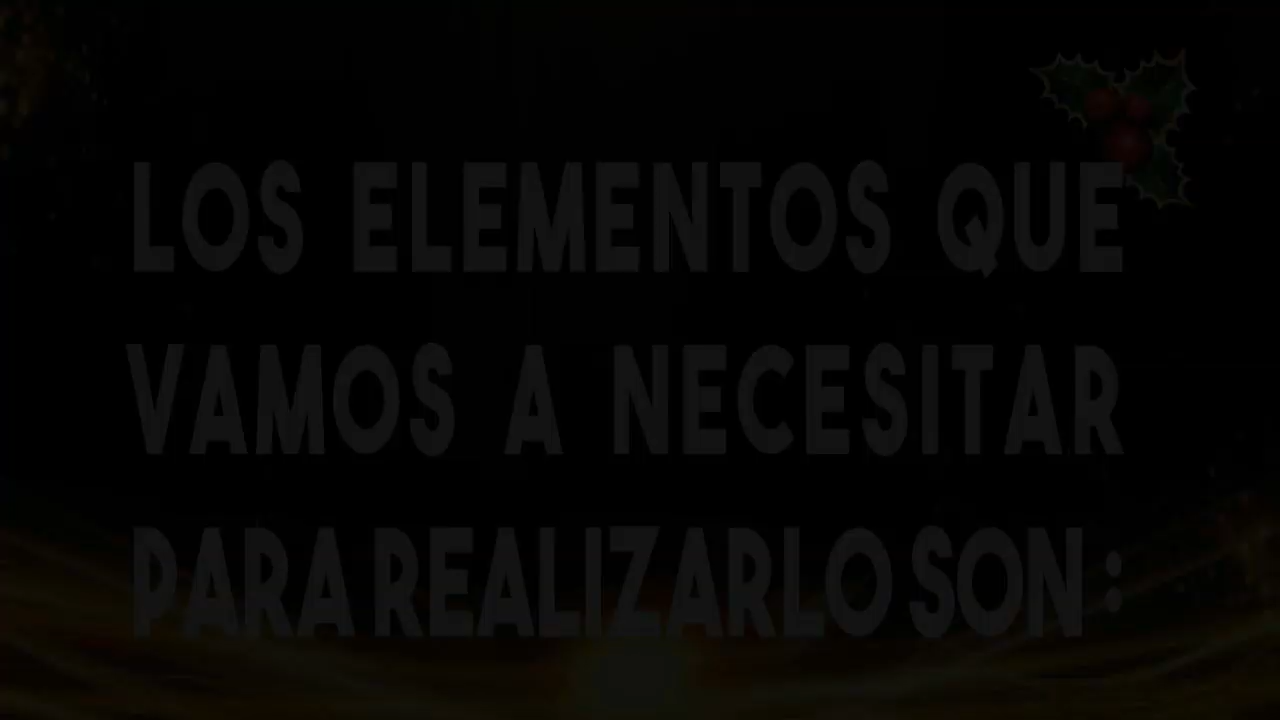 LOS ELEMENTOS QUE
VAMOS A NECESITAR
PARA REALIZARLO SON :